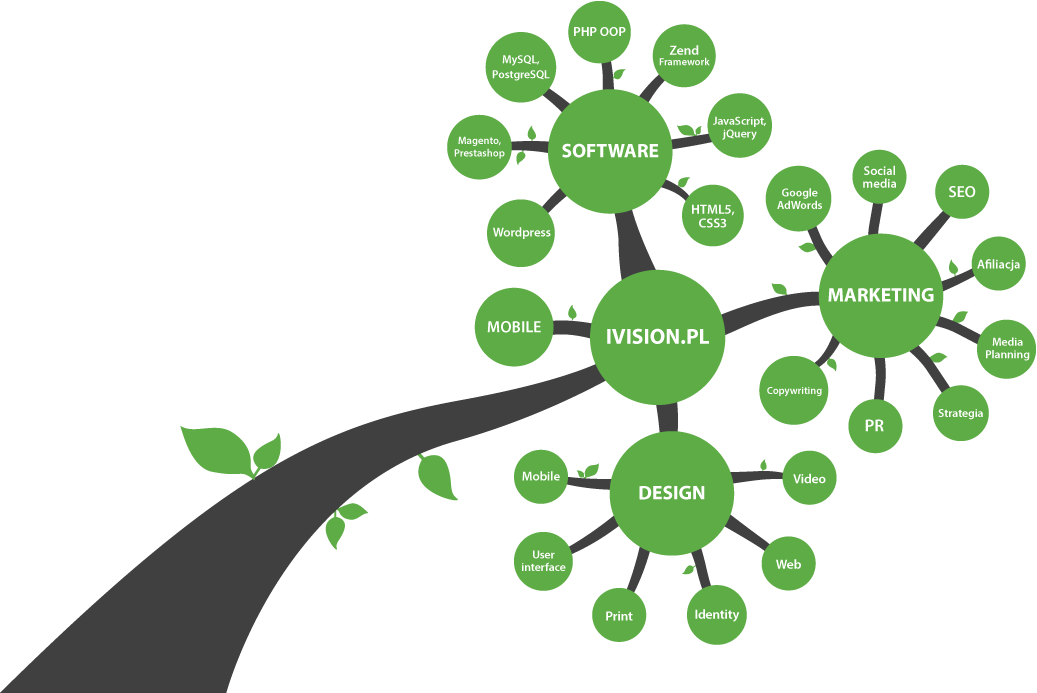 PHP OOP
MySQL,
PostgreSQL
Zend
Framework
Magento,
Prestashop
JavaScript,
jQuery
SOFTWARE
Wordpress
HTML5,
CSS3
Google
AdWords
Social
media
SEO
Afiliacja
MARKETING
Media
Planning
Copywriting
PR
Strategia
MOBILE
IVISION.PL
Mobile
DESIGN
Video
User
interface
Web
Print
Identity